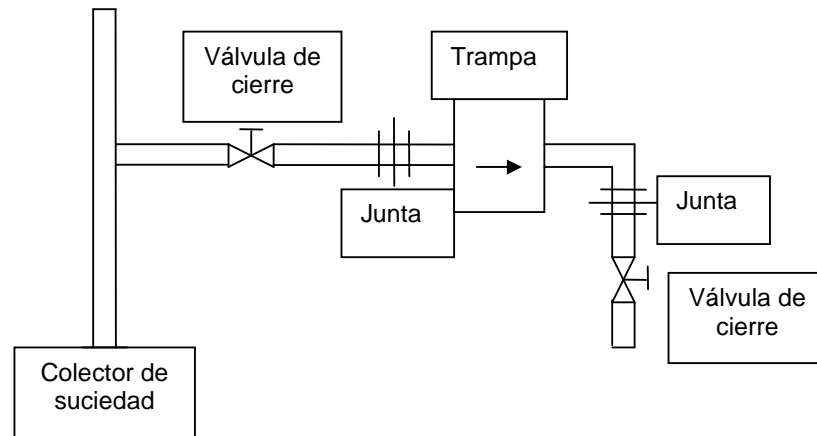 Válvula de
cierre
Trampa
Junta
Junta
Válvula de
cierre
Colector de
suciedad